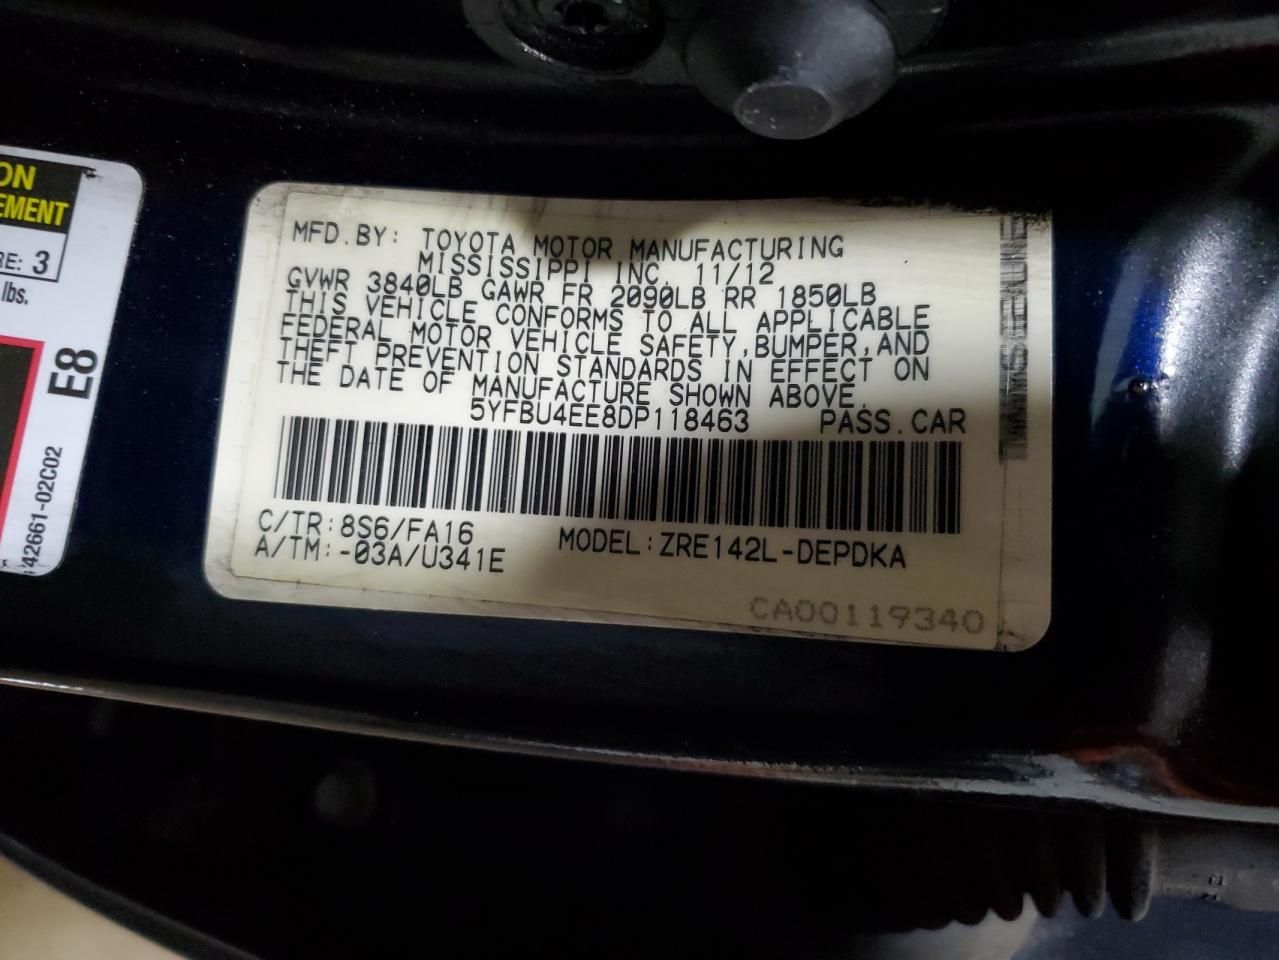 ON
EMENT
RE: 3
lbs.
E8
42661-02C02
MFD.BY: TOYOTA MOTOR MANUFACTURING
MISSISSIPPI INC. 11/12
GVWR 3840LB GAWR FR 2090LB RR 1850LB
THIS VEHICLE CONFORMS TO ALL APPLICABLE
FEDERAL MOTOR VEHICLE SAFETY,BUMPER,AND
THEFT PREVENTION STANDARDS IN EFFECT ON
THE DATE OF MANUFACTURE SHOWN ABOVE.
5YFBU4EE8DP118463 PASS.CAR
C/TR:8S6/FA16 MODEL:ZRE142L-DEPDKA
A/TM:-03A/U341E
CA00119340